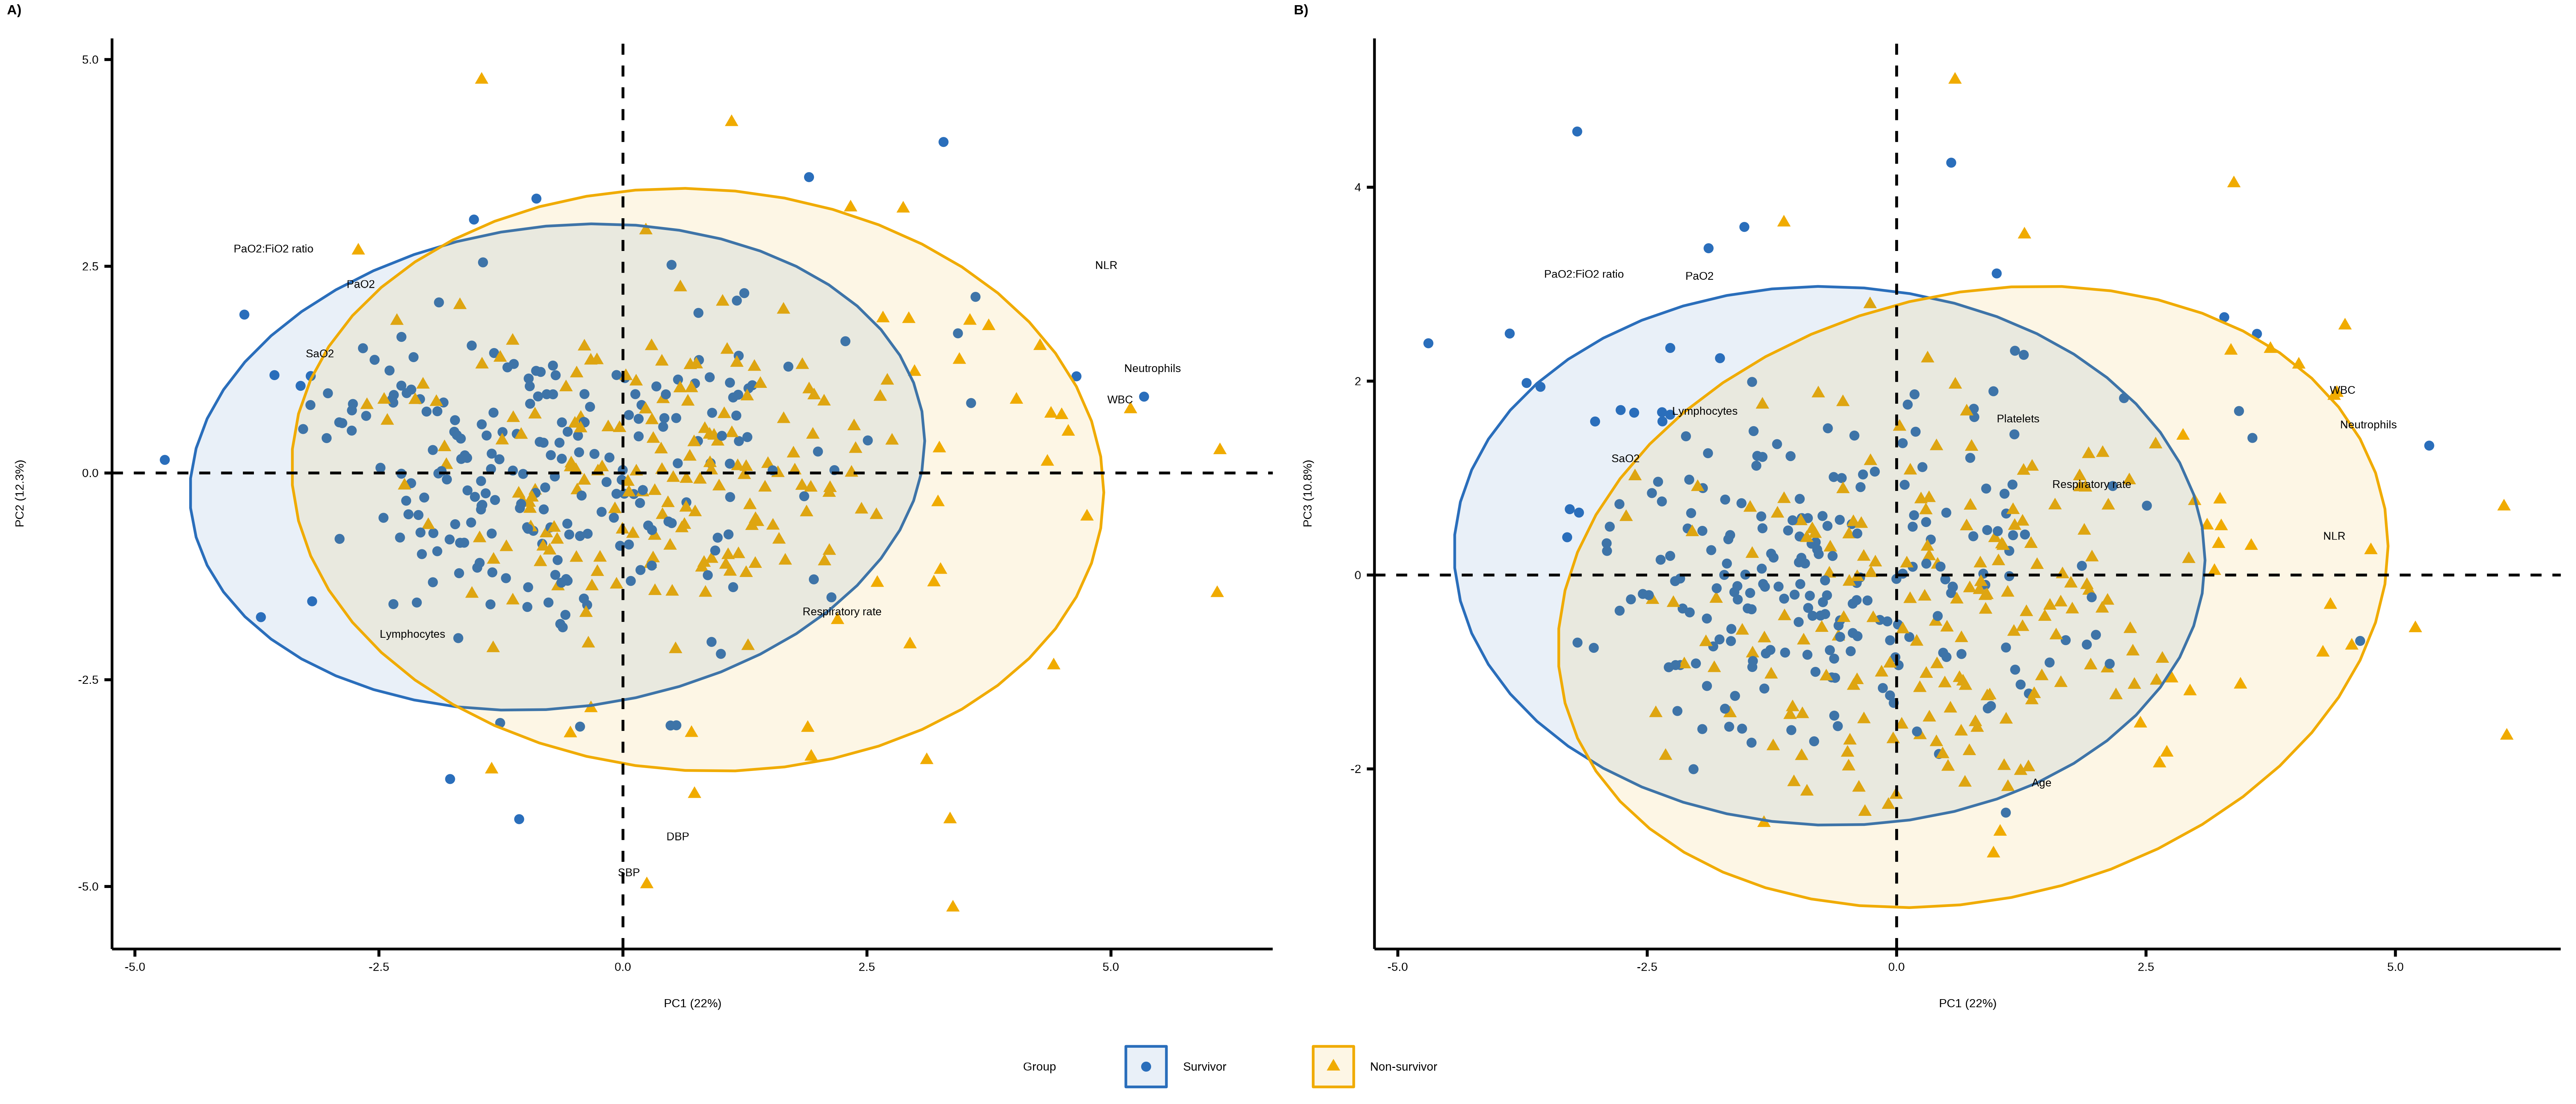 A)
5.0
2.5
0.0
-2.5
-5.0
PC2 (12.3%)
PaO2:FiO2 ratio
PaO2
SaO2
NLR
Neutrophils
WBC
Respiratory rate
Lymphocytes
DBP
SBP
-5.0
-2.5
0.0
2.5
5.0
PC1 (22%)
B)
4
2
0
-2
PC3 (10.8%)
PaO2:FiO2 ratio
PaO2
WBC
Lymphocytes
Platelets
Neutrophils
SaO2
Respiratory rate
NLR
Age
-5.0
-2.5
0.0
2.5
5.0
PC1 (22%)
Group
Survivor
Non-survivor